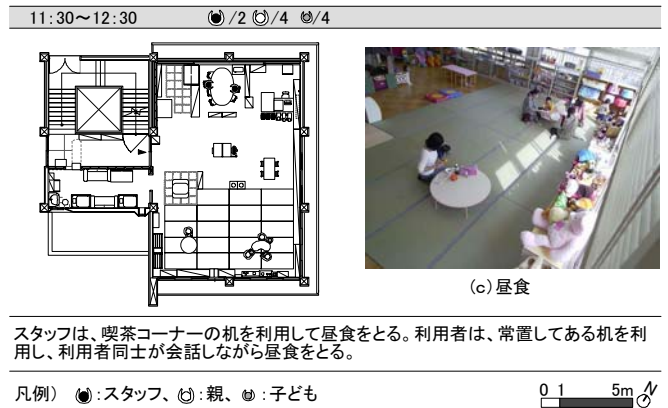 11:30〜12:30 /2 /4 /4
(c)昼食
スタッフは、喫茶コーナーの机を利用して昼食をとる。利用者は、常置してある机を利
用し、利用者同士が会話しながら昼食をとる。
凡例) :スタッフ、 :親、 :子ども
0 1 5m N